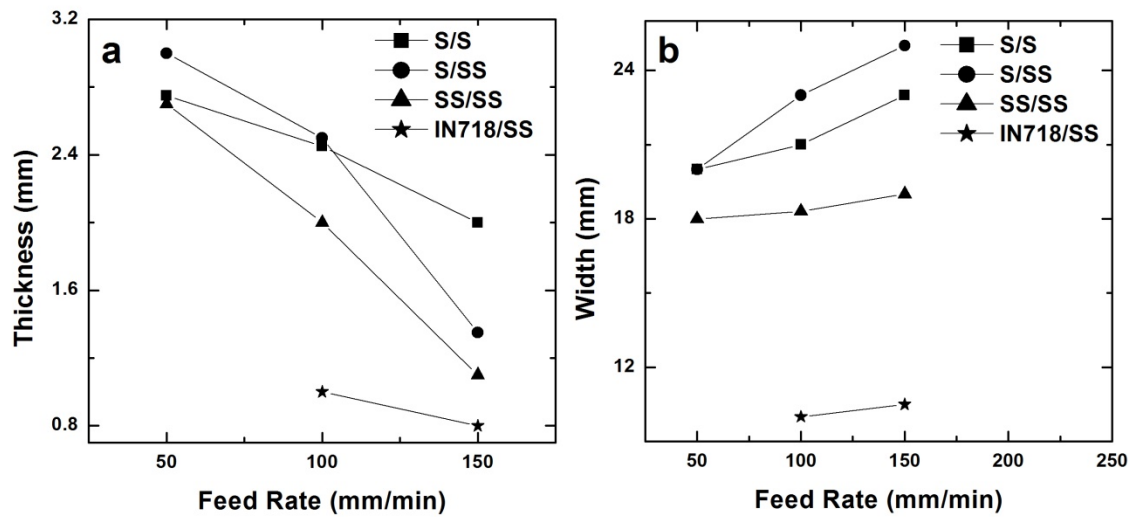 a
S/S
S/SS
SS/SS
IN718/SS
3.2
2.4
1.6
0.8
Thickness (mm)
50
100
150
Feed Rate (mm/min)
b
S/S
S/SS
SS/SS
IN718/SS
24
18
12
Width (mm)
50
100
150
200
250
Feed Rate (mm/min)